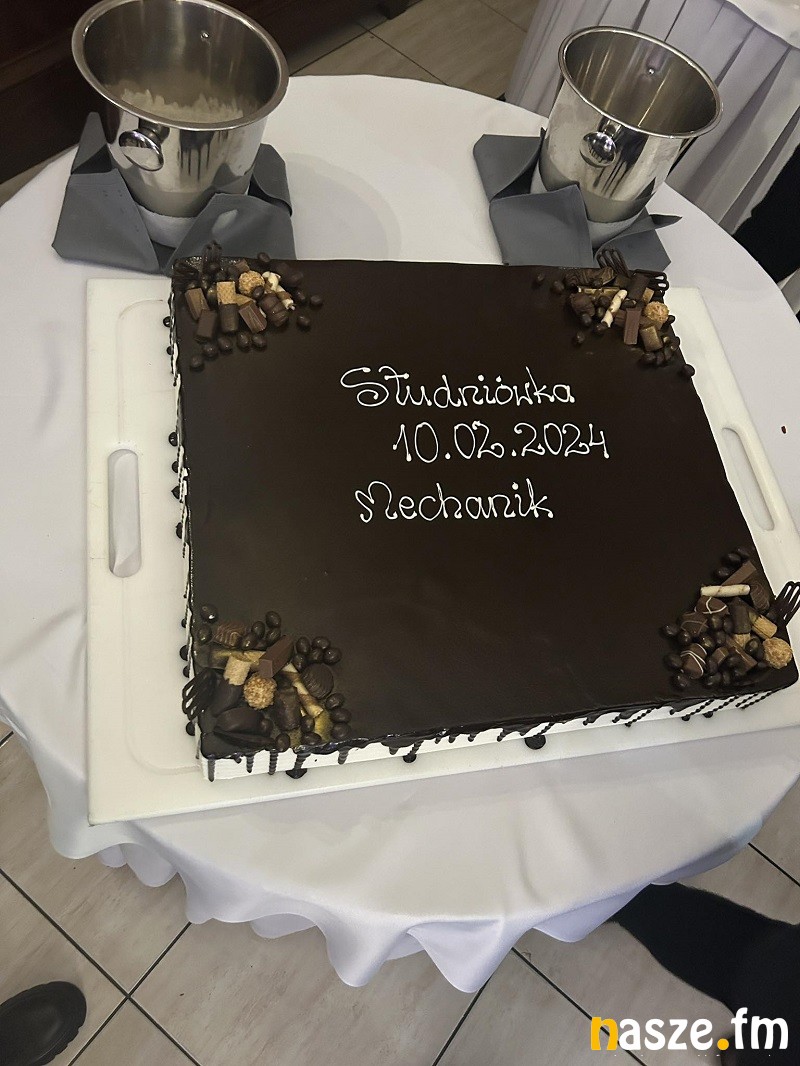 Studniówka
10.02.2024
Mechanik
nasze.fm